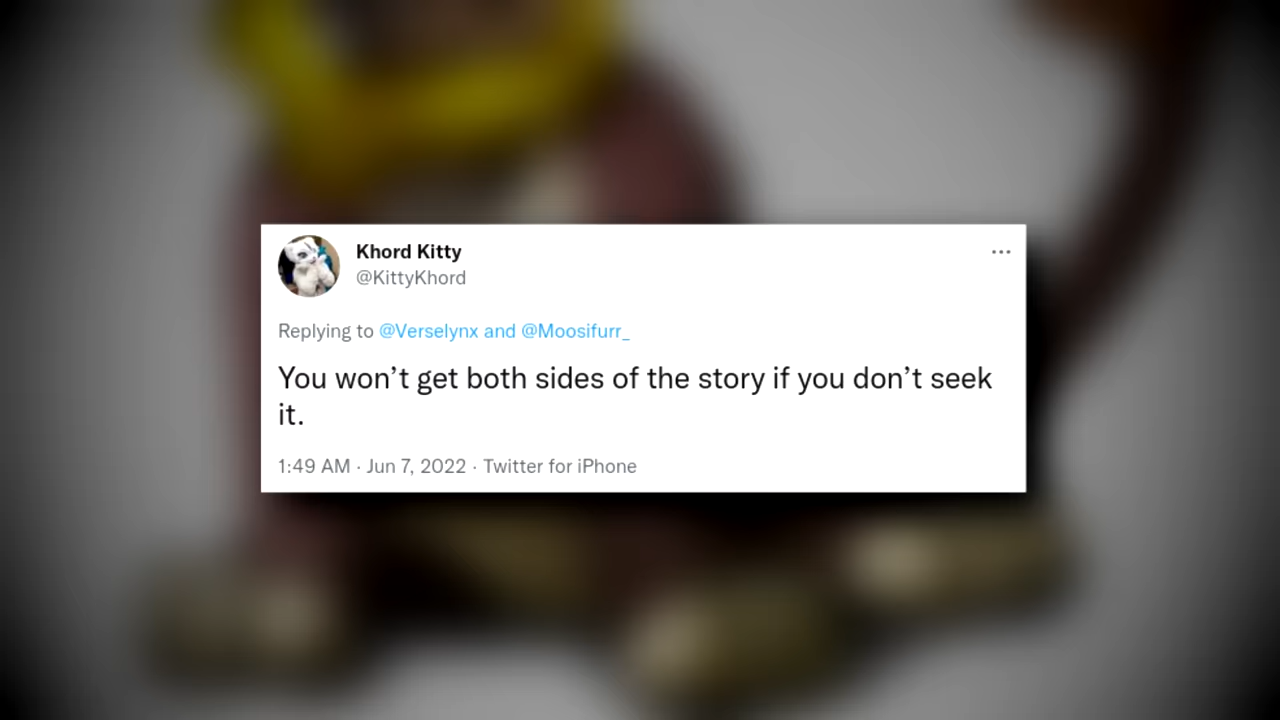 Khord Kitty
@KittyKhord
Replying to @Verselynx and @Moosifurr_
You won’t get both sides of the story if you don’t seek
it.
1:49 AM · Jun 7, 2022 · Twitter for iPhone